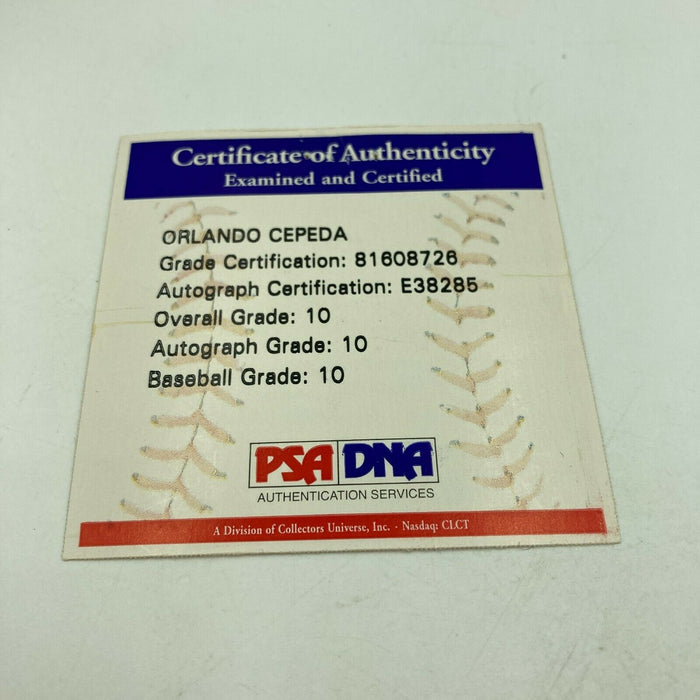 Certificate of Authenticity
Examined and Certified
ORLANDO CEPEDA
Grade Certification: 81608726
Autograph Certification: E38285
Overall Grade: 10
Autograph Grade: 10
Baseball Grade: 10
PSA DNA
AUTHENTICATION SERVICES
A Division of Collectors Universe, Inc. · Nasdaq: CLCT